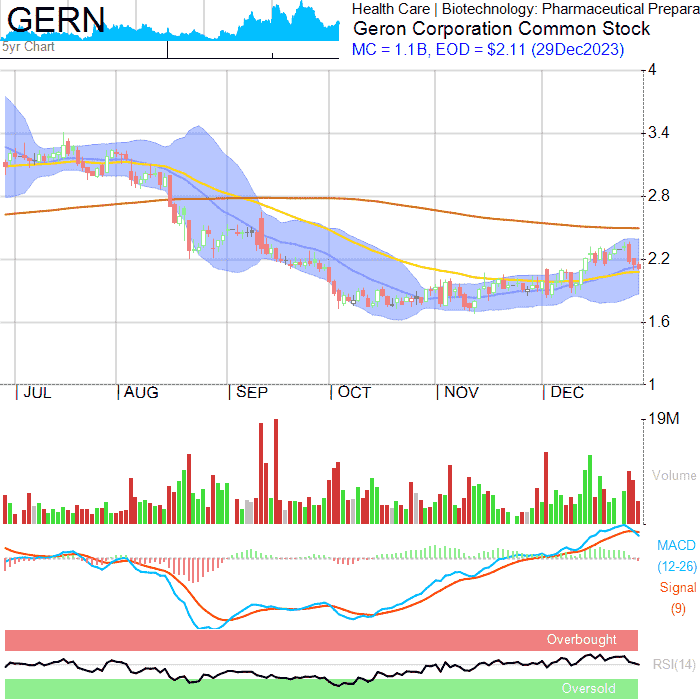 GERN
Health Care | Biotechnology: Pharmaceutical Prepara
Geron Corporation Common Stock
5yr Chart
MC = 1.1B, EOD = $2.11 (29Dec2023)
4
3.4
2.8
2.2
1.6
1
JUL AUG SEP OCT NOV DEC
19M
Volume
MACD
(12-26)
Signal
(9)
Overbought
RSI(14)
Oversold